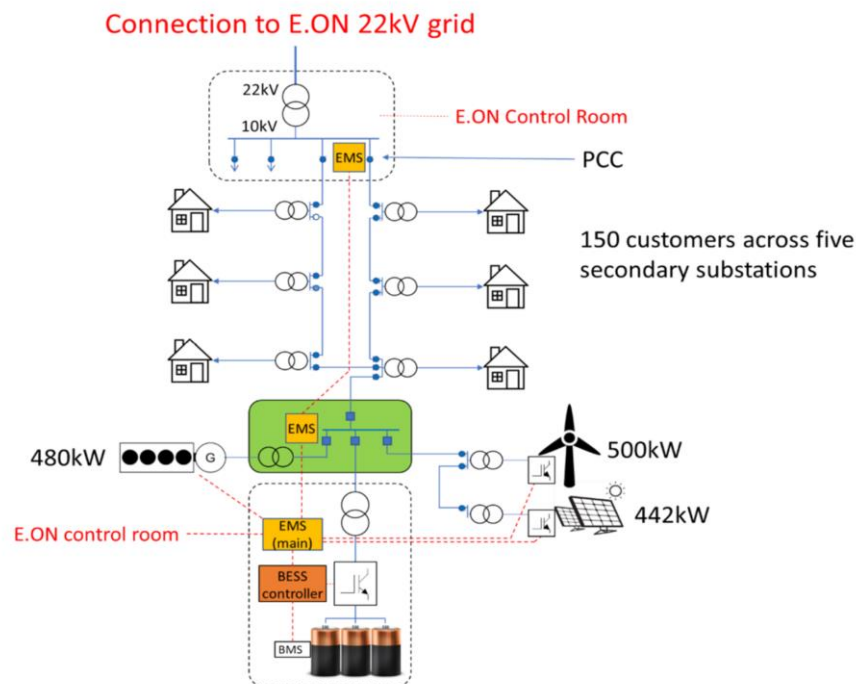 Connection to E.ON 22kV grid
22kV
10kV
E.ON Control Room
EMS
PCC
150 customers across five
secondary substations
EMS
480kW
G
500kW
442kW
E.ON control room
EMS
(main)
BESS
controller
BMS